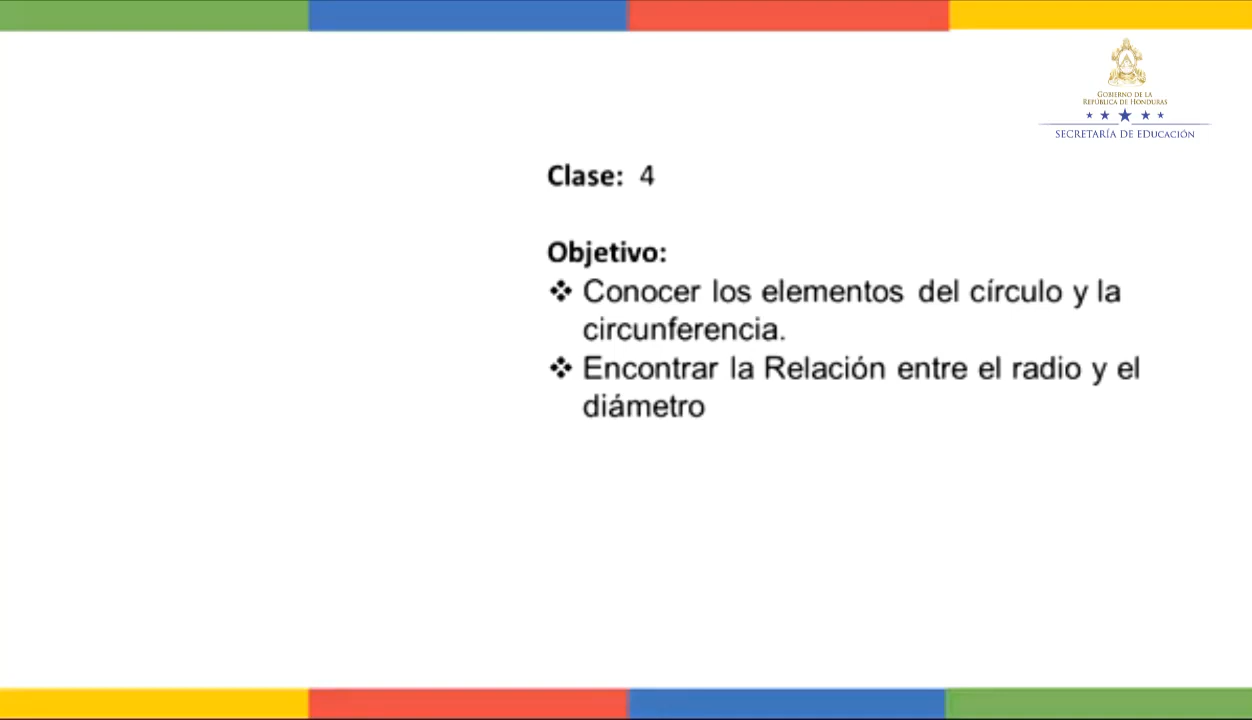 GOBIERNO DE LA
REPÚBLICA DE HONDURAS
SECRETARÍA DE EDUCACIÓN
Clase: 4
Objetivo:
❖ Conocer los elementos del círculo y la
circunferencia.
❖ Encontrar la Relación entre el radio y el
diámetro